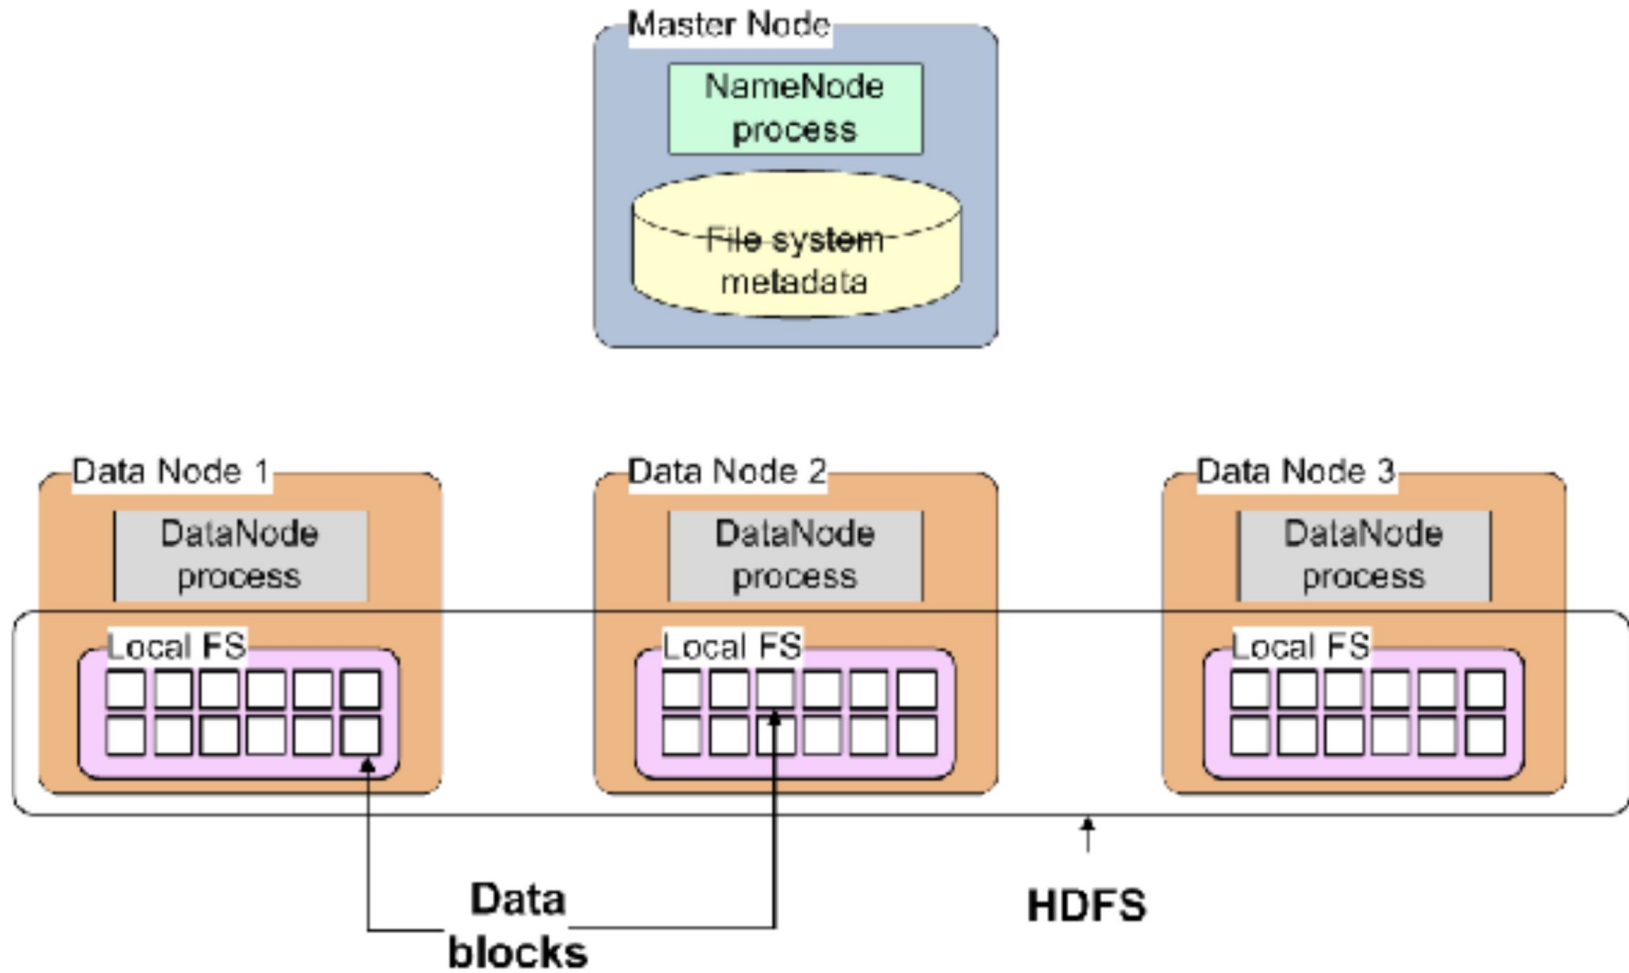 Master Node
NameNode
process
File system
metadata
Data Node 1
Data Node 2
Data Node 3
DataNode
process
DataNode
process
DataNode
process
Local FS
Local FS
Local FS
Data
blocks
HDFS